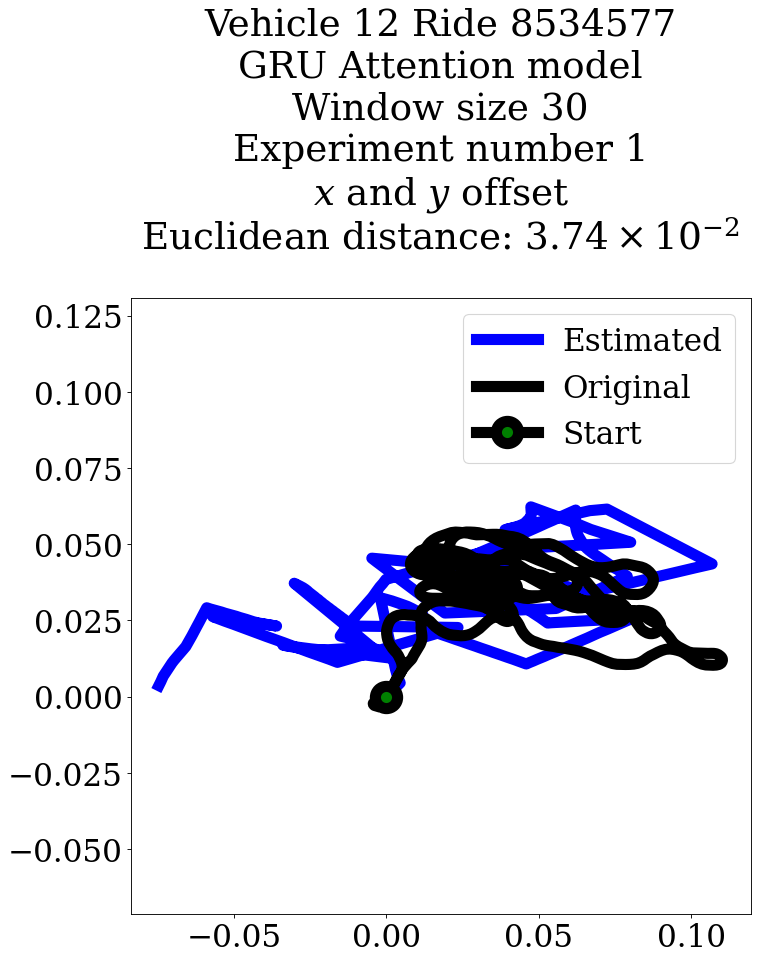 Vehicle 12 Ride 8534577
GRU Attention model
Window size 30
Experiment number 1
x and y offset
Euclidean distance: 3.74 × 10⁻²
Estimated
Original
Start
0.125
0.100
0.075
0.050
0.025
0.000
−0.025
−0.050
−0.05 0.00 0.05 0.10